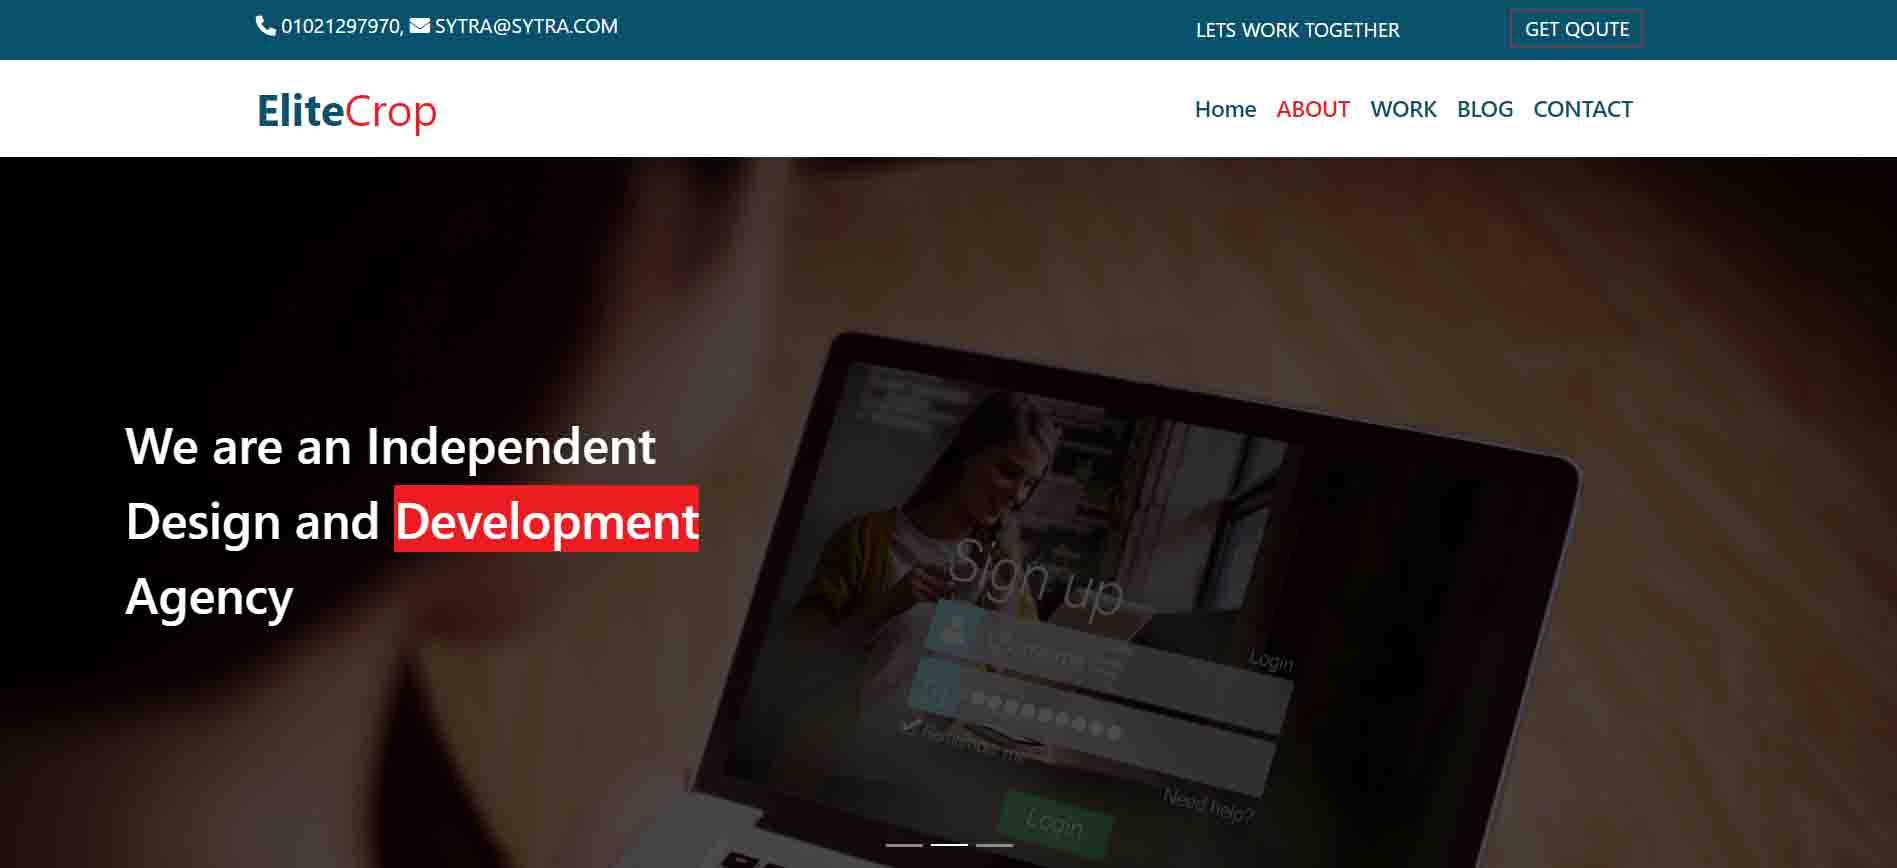 01021297970, SYTRA@SYTRA.COM
LETS WORK TOGETHER
GET QOUTE
EliteCrop
Home ABOUT WORK BLOG CONTACT
We are an Independent
Design and Development
Agency
Sign up
Login
Remember me
Need help?
Login